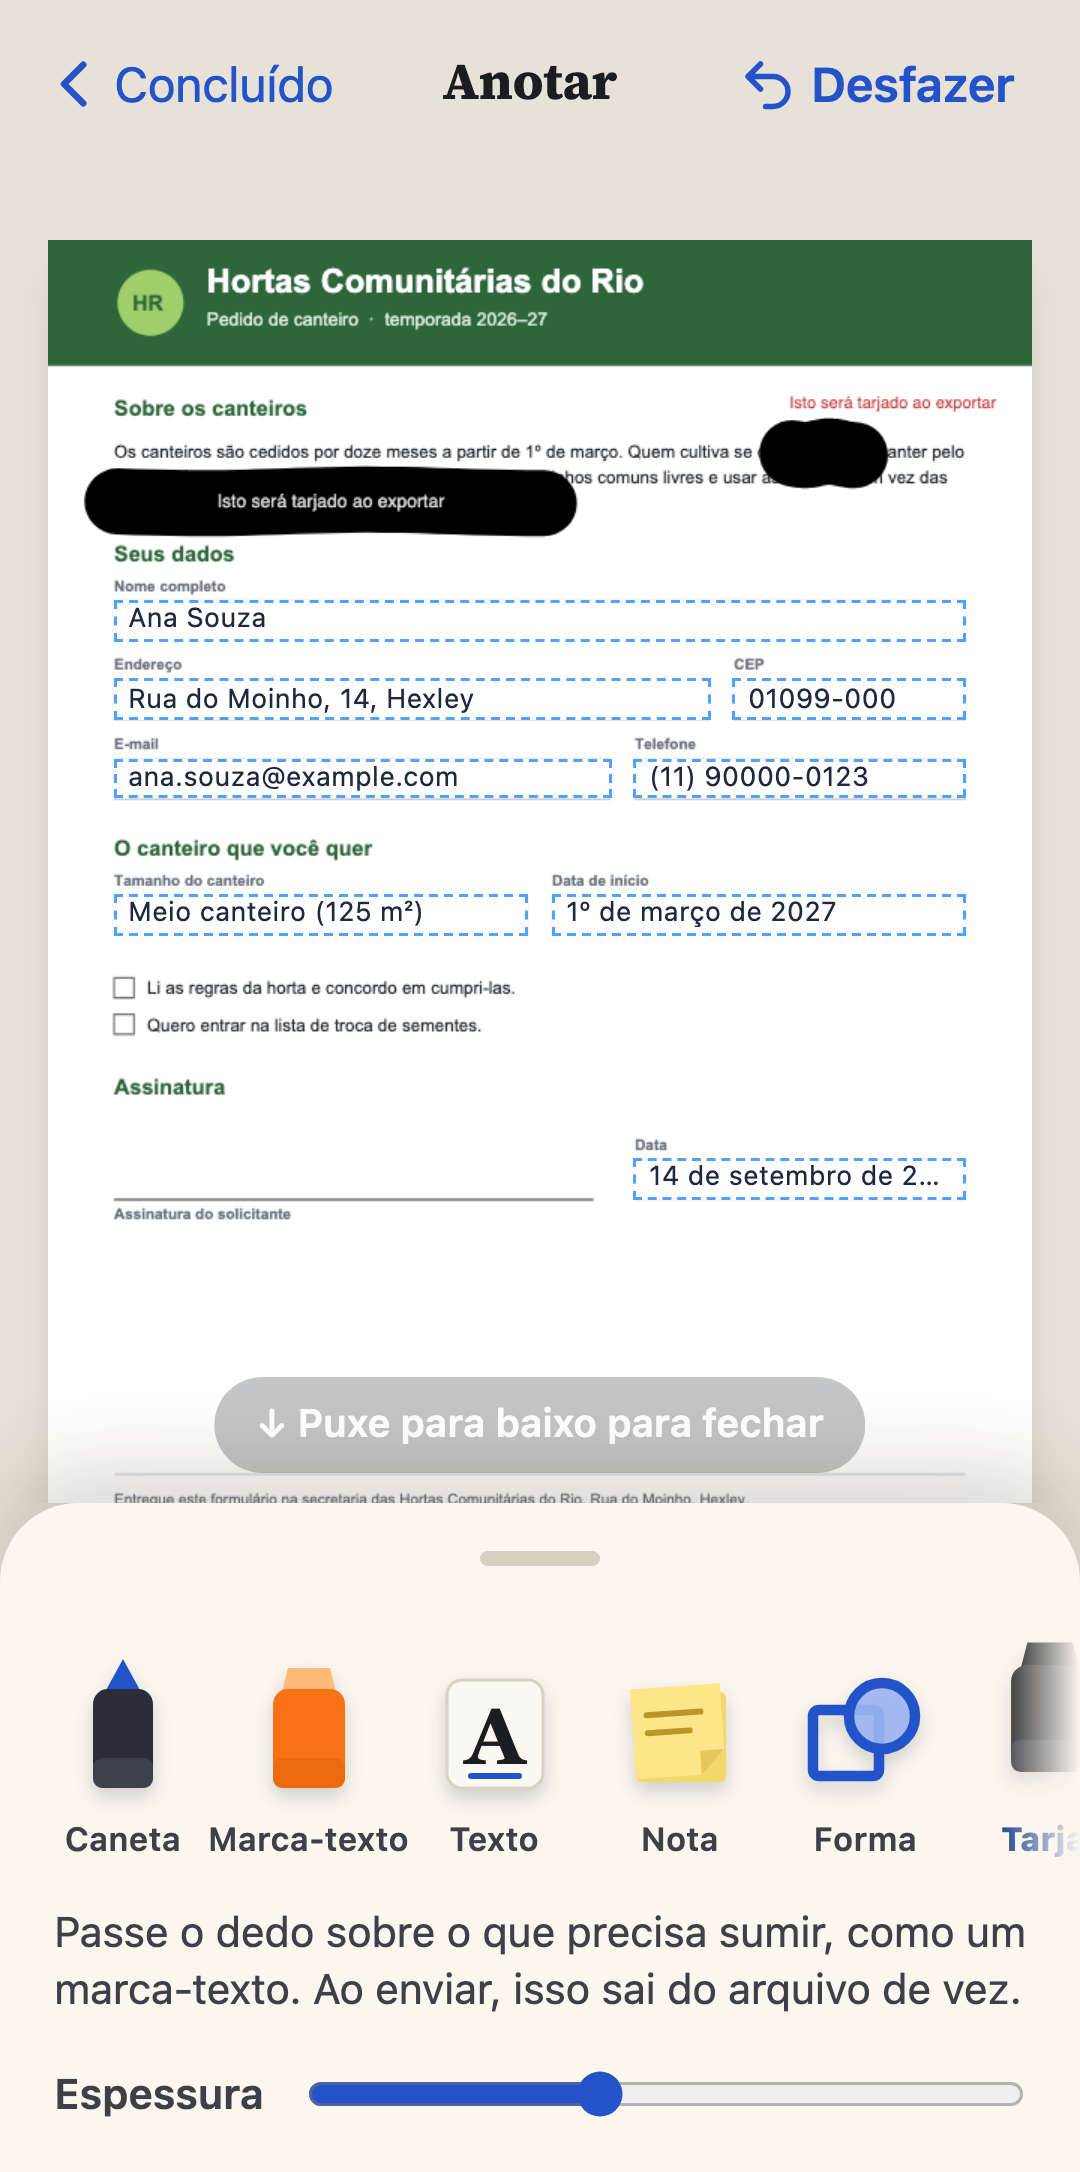 Concluído
Anotar
Desfazer
HR
Hortas Comunitárias do Rio
Pedido de canteiro · temporada 2026–27
Sobre os canteiros
Isto será tarjado ao exportar
Os canteiros são cedidos por doze meses a partir de 1º de março. Quem cultiva se pelo
comuns livres e usar vez das
Isto será tarjado ao exportar
Seus dados
Nome completo
Ana Souza
Endereço
CEP
Rua do Moinho, 14, Hexley
01099-000
E-mail
Telefone
ana.souza@example.com
(11) 90000-0123
O canteiro que você quer
Tamanho do canteiro
Data de início
Meio canteiro (125 m²)
1º de março de 2027
Li as regras da horta e concordo em cumpri-las.
Quero entrar na lista de troca de sementes.
Assinatura
Data
14 de setembro de 2...
Assinatura do solicitante
↓ Puxe para baixo para fechar
Entregue este formulário na secretaria das Hortas Comunitárias do Rio, Rua do Moinho, Hexley.
A
Caneta
Marca-texto
Texto
Nota
Forma
Passe o dedo sobre o que precisa sumir, como um
marca-texto. Ao enviar, isso sai do arquivo de vez.
Espessura